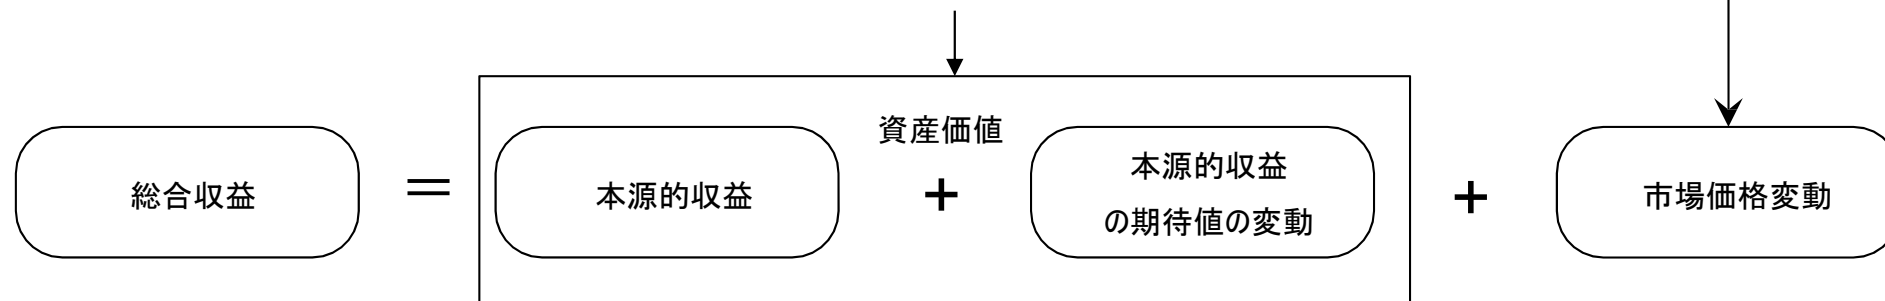 総合収益
＝
本源的収益
資産価値
＋
本源的収益
の期待値の変動
＋
市場価格変動